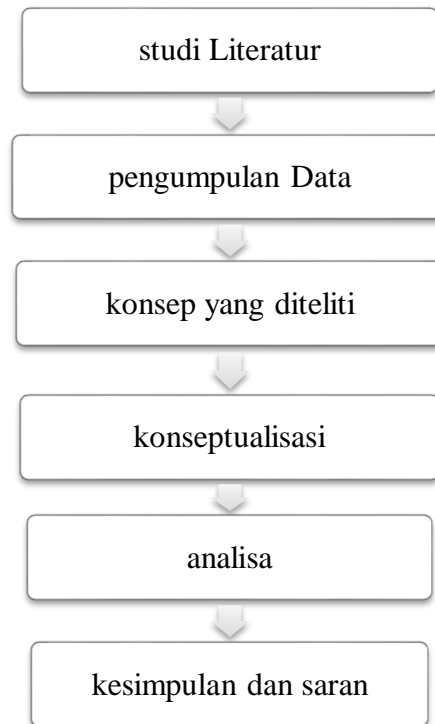 studi Literatur
pengumpulan Data
konsep yang diteliti
konseptualisasi
analisa
kesimpulan dan saran